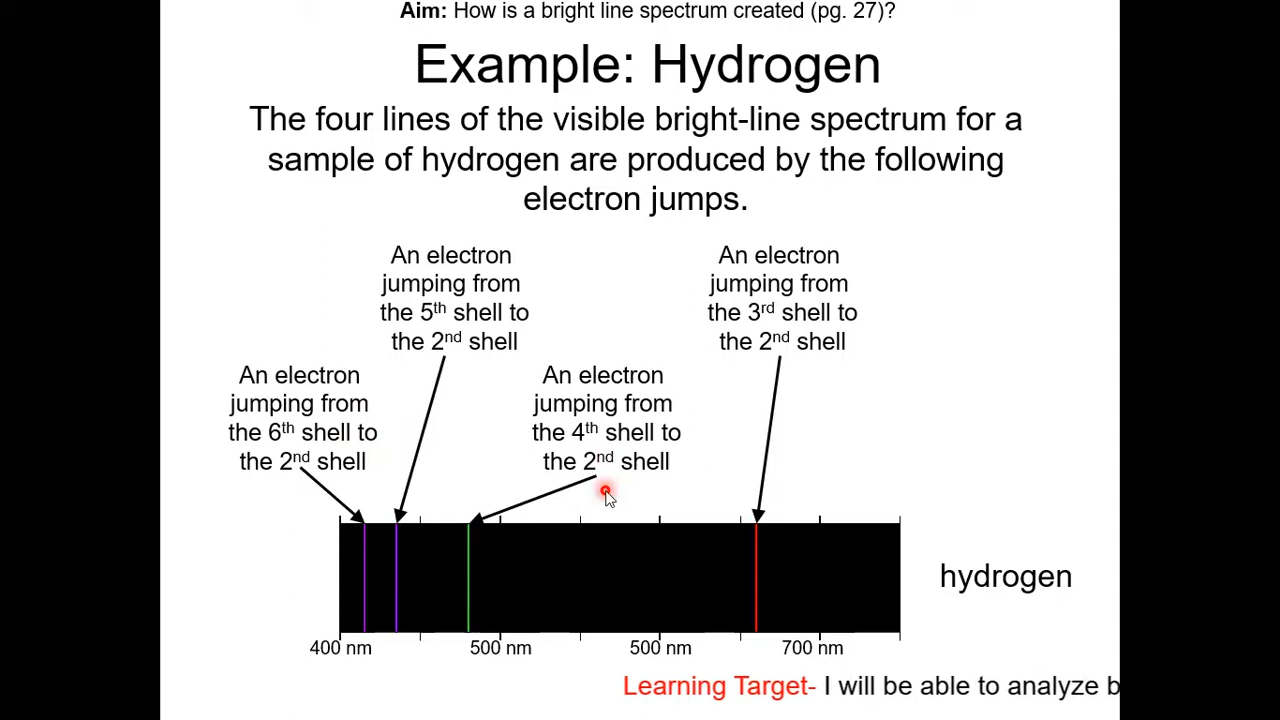 Aim: How is a bright line spectrum created (pg. 27)?
Example: Hydrogen
The four lines of the visible bright-line spectrum for a
sample of hydrogen are produced by the following
electron jumps.
An electron
jumping from
the 5th shell to
the 2nd shell
An electron
jumping from
the 3rd shell to
the 2nd shell
An electron
jumping from
the 6th shell to
the 2nd shell
An electron
jumping from
the 4th shell to
the 2nd shell
hydrogen
400 nm 500 nm 500 nm 700 nm
Learning Target- I will be able to analyze b